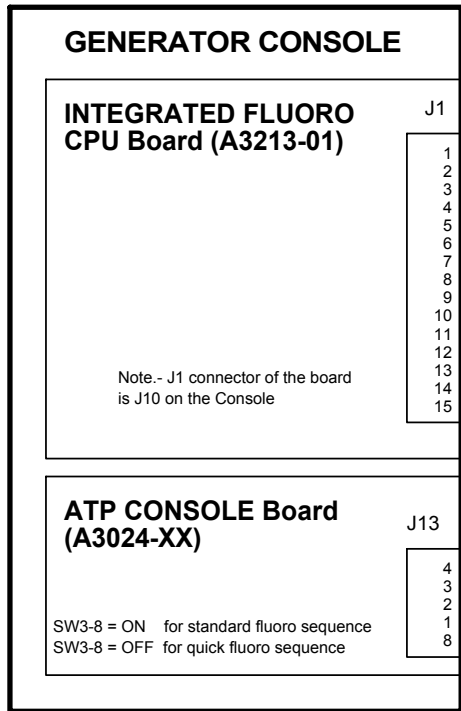 GENERATOR CONSOLE
INTEGRATED FLUORO
CPU Board (A3213-01)
J1
1
2
3
4
5
6
7
8
9
10
11
12
13
14
15
Note.- J1 connector of the board
is J10 on the Console
ATP CONSOLE Board
(A3024-XX)
J13
4
3
2
1
8
SW3-8 = ON for standard fluoro sequence
SW3-8 = OFF for quick fluoro sequence